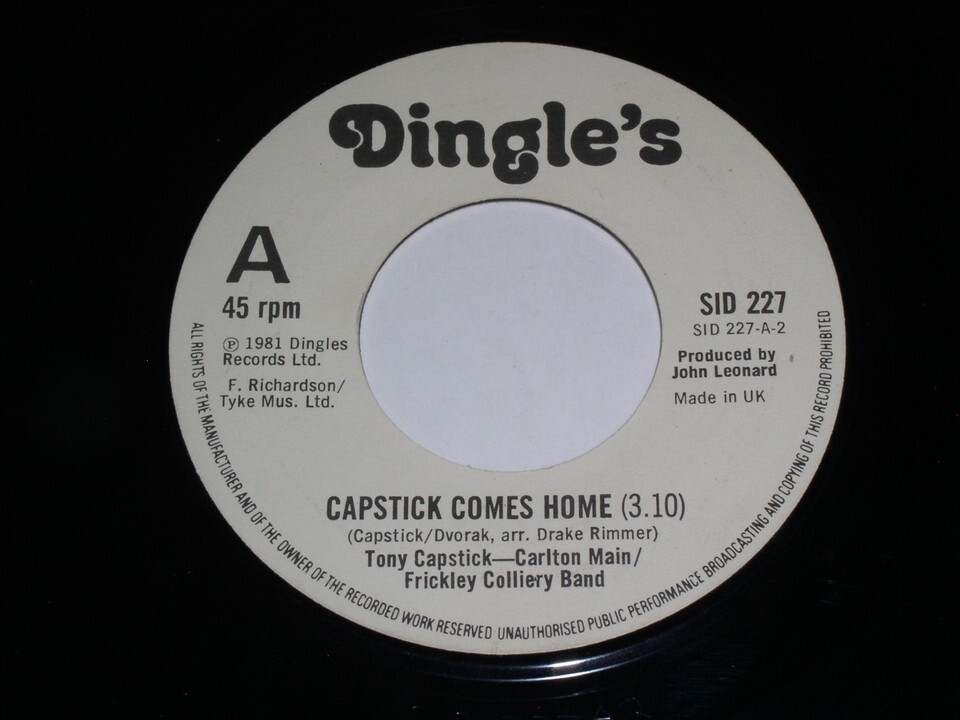 Dingle's
A
45 rpm
℗ 1981 Dingles
Records Ltd.
F. Richardson/
Tyke Mus. Ltd.
SID 227
SID 227-A-2
Produced by
John Leonard
Made in UK
CAPSTICK COMES HOME (3.10)
(Capstick/Dvorak, arr. Drake Rimmer)
Tony Capstick—Carlton Main/
Frickley Colliery Band
ALL RIGHTS OF THE MANUFACTURER AND OF THE OWNER OF THE RECORDED WORK RESERVED UNAUTHORISED PUBLIC PERFORMANCE BROADCASTING AND COPYING OF THIS RECORD PROHIBITED